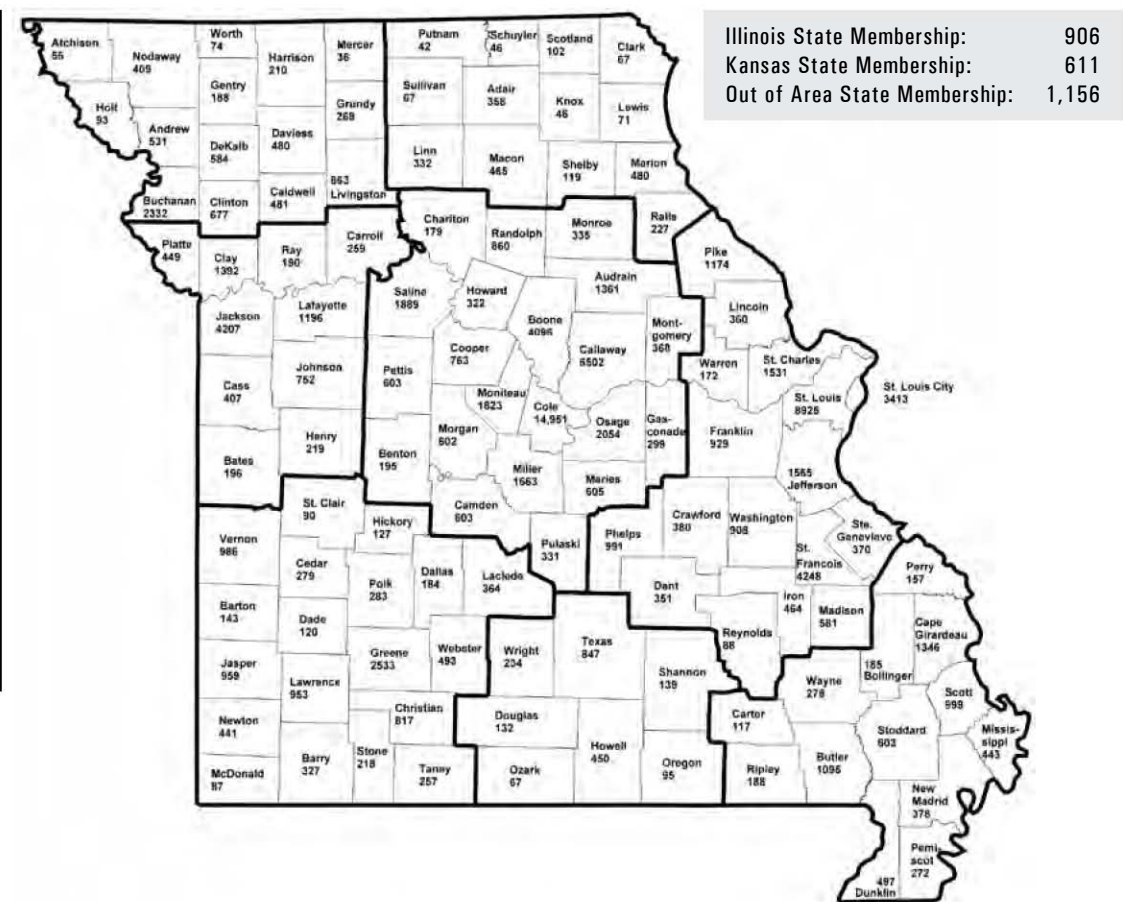 Illinois State Membership: 906
Kansas State Membership: 611
Out of Area State Membership: 1,156
Atchison
55
Nodaway
409
Worth
74
Harrison
210
Mercer
36
Putnam
42
Schuyler
46
Scotland
102
Clark
67
Holt
93
Gentry
188
Grundy
269
Sullivan
67
Adair
358
Knox
46
Lewis
71
Andrew
531
DeKalb
584
Daviess
480
Linn
332
Macon
465
Shelby
119
Marion
480
Buchanan
2332
Clinton
677
Caldwell
481
863
Livingston
Chariton
179
Randolph
860
Monroe
335
Ralls
227
Platte
449
Clay
1392
Ray
190
Carroll
259
Pike
1174
Audrain
1361
Jackson
4207
Lafayette
1196
Saline
1889
Howard
322
Boone
4096
Lincoln
360
Mont-
gomery
368
Callaway
6502
Cooper
763
Warren
172
St. Charles
1531
St. Louis City
3413
St. Louis
8925
Cass
407
Johnson
752
Pettis
603
Moniteau
1623
Cole
14,951
Osage
2054
Gas-
conade
299
Franklin
929
Morgan
602
Bates
196
Henry
219
Benton
195
Miller
1663
Maries
605
1565
Jefferson
St. Clair
90
Hickory
127
Camden
603
Pulaski
331
Phelps
991
Crawford
380
Washington
908
Ste.
Genevieve
370
St.
Francois
4248
Perry
157
Vernon
986
Cedar
279
Polk
283
Dallas
184
Laclede
364
Dent
351
Iron
464
Madison
581
Barton
143
Dade
120
Greene
2533
Webster
493
Wright
234
Texas
847
Reynolds
88
Cape
Girardeau
1346
185
Bollinger
Jasper
959
Lawrence
953
Christian
817
Shannon
139
Wayne
279
Scott
999
Newton
441
Douglas
132
Carter
117
Stoddard
603
Missis-
sippi
443
McDonald
Barry
327
Stone
218
Taney
257
Ozark
67
Howell
450
Oregon
95
Ripley
188
Butler
1095
New
Madrid
378
Pemi-
scot
272
497
Dunklin